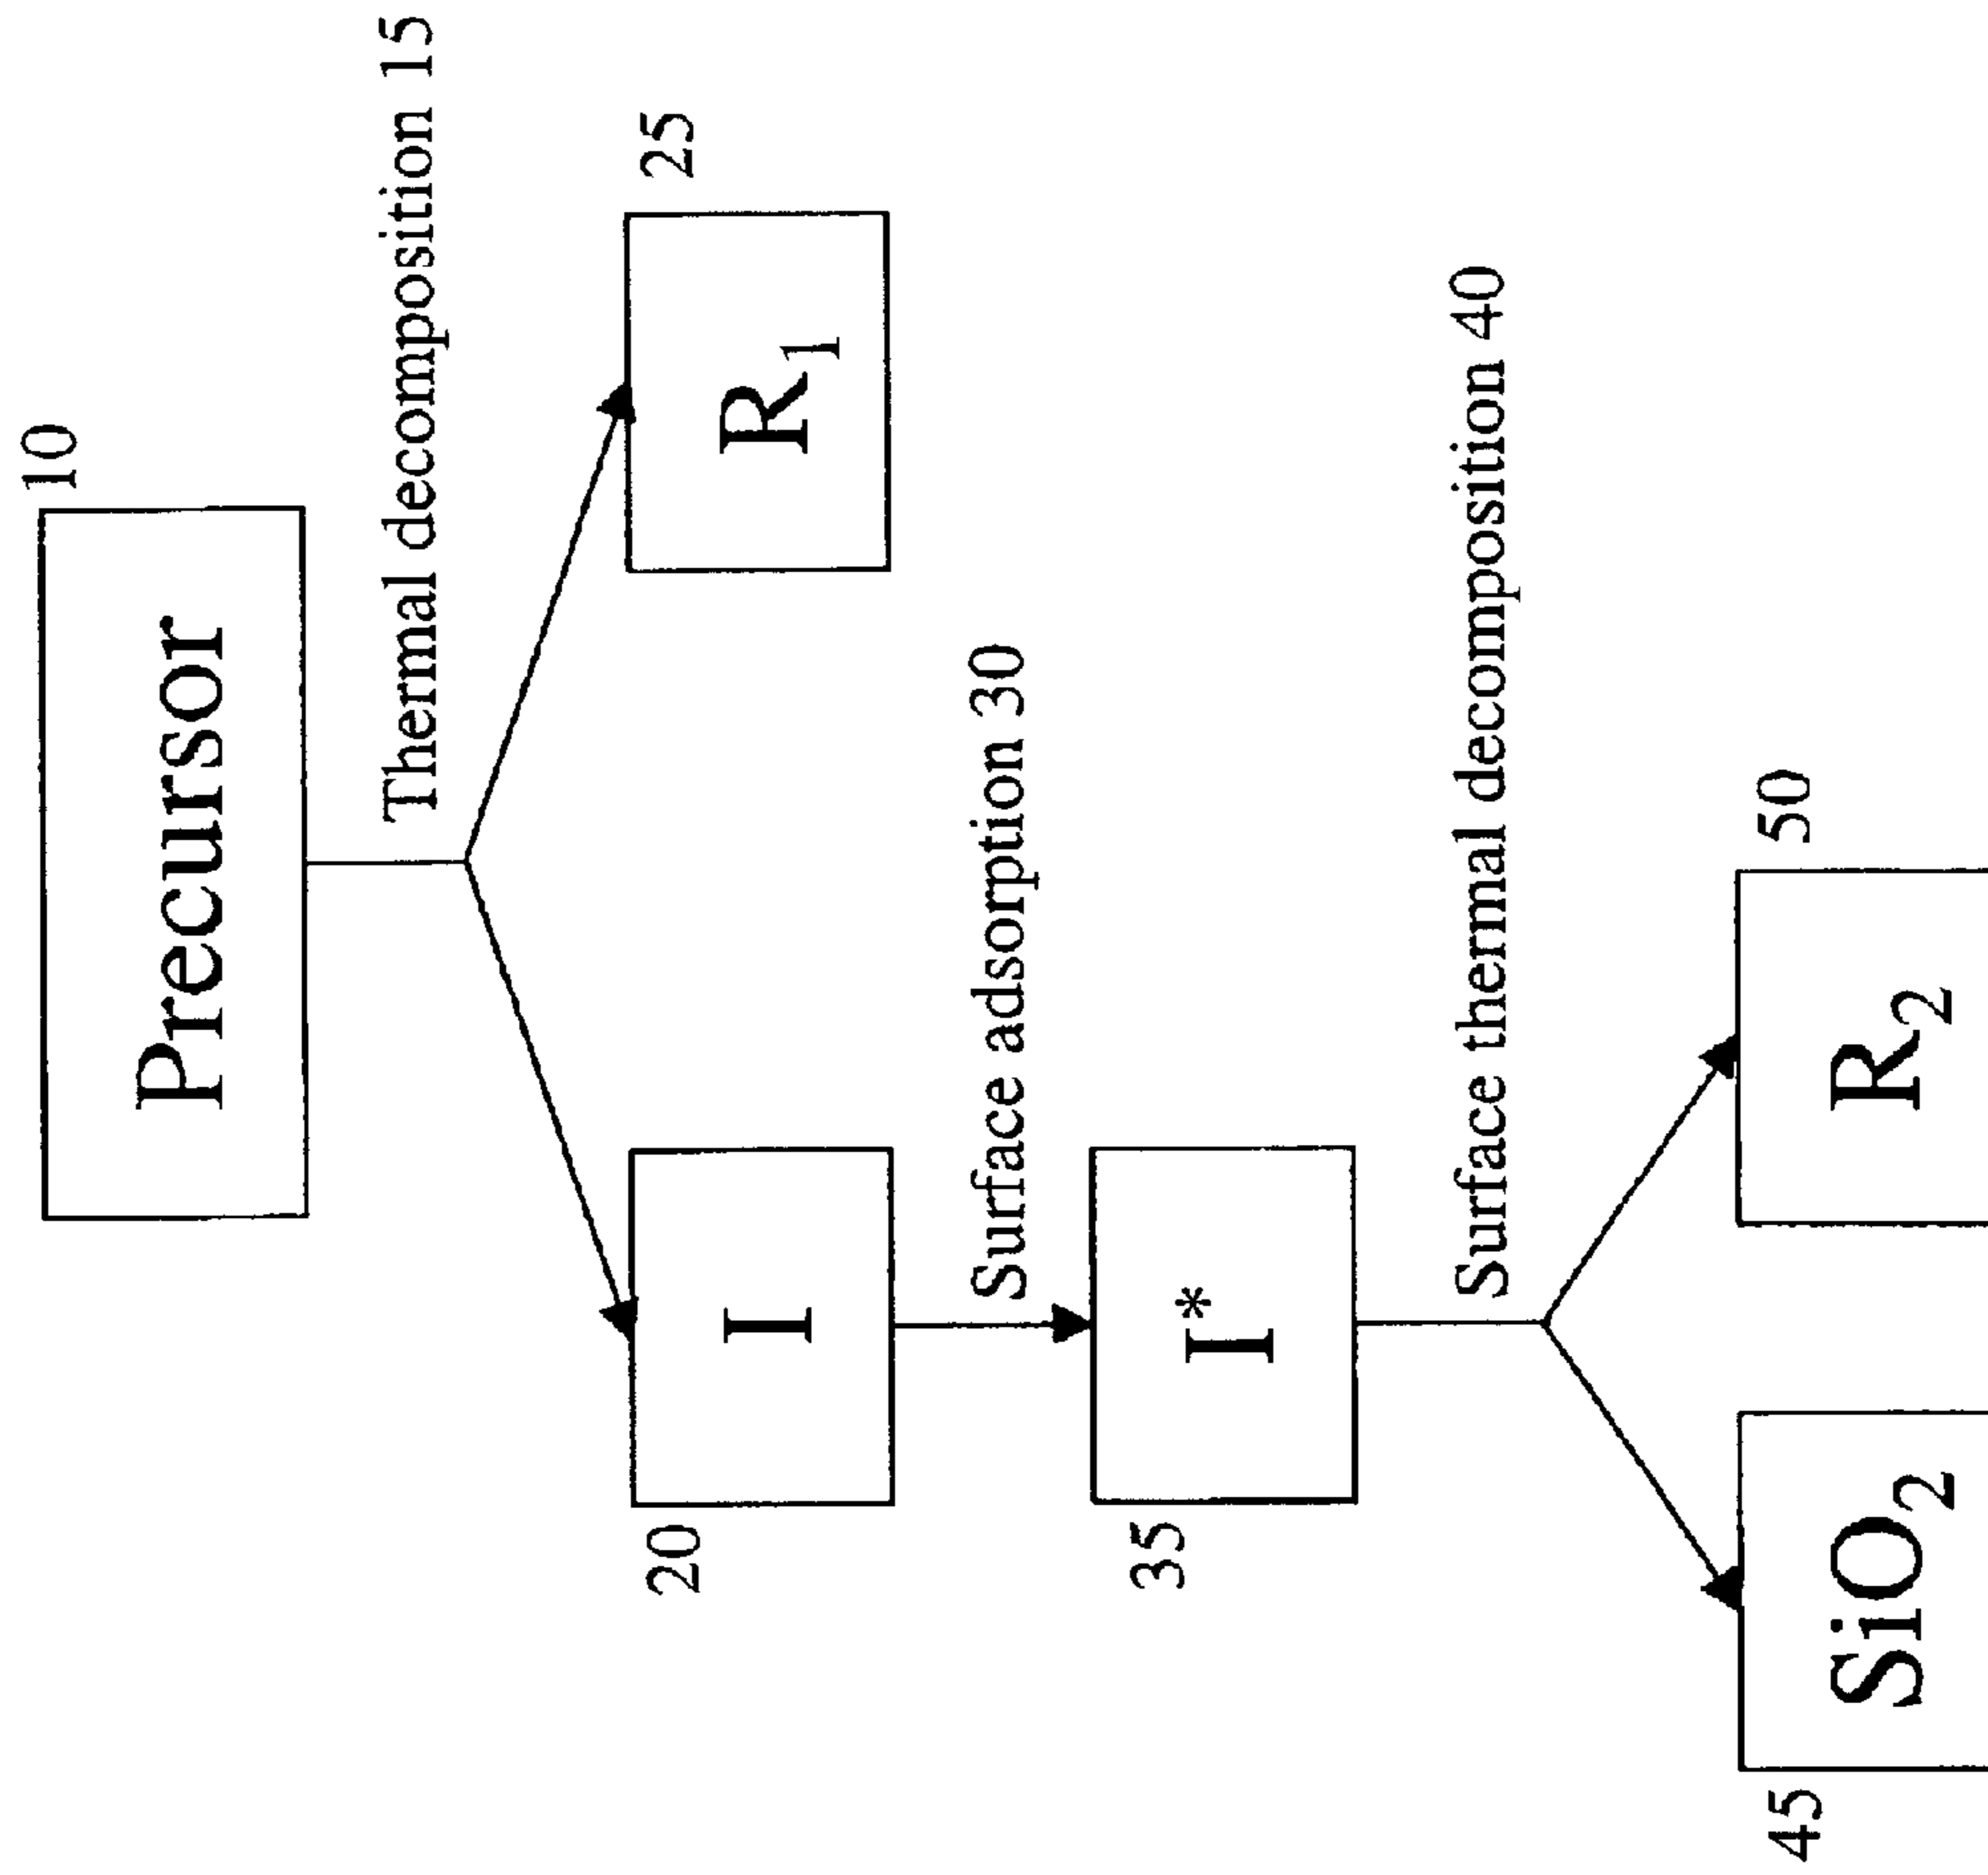 10
Precursor
Thermal decomposition 15
20
I
R₁
25
Surface adsorption 30
35
I*
Surface thermal decomposition 40
45
SiO₂
R₂
50